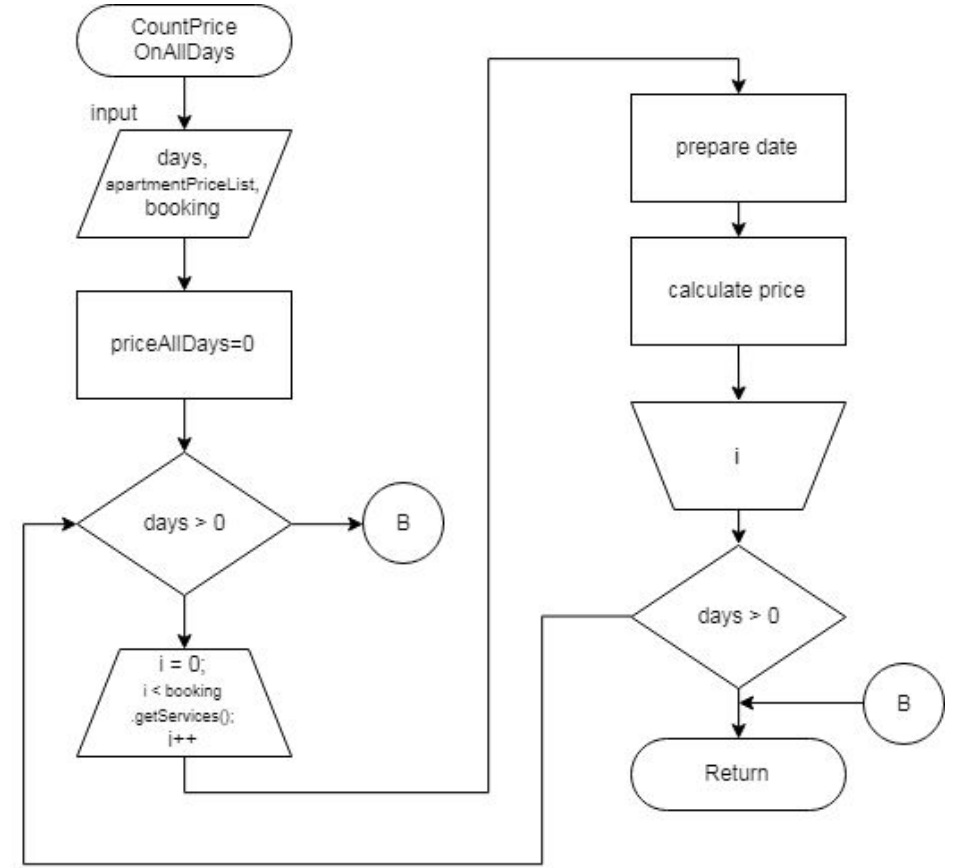 CountPrice
OnAllDays
input
days,
apartmentPriceList,
booking
priceAllDays=0
days > 0
B
i = 0;
i < booking
.getServices();
i++
prepare date
calculate price
i
days > 0
B
Return